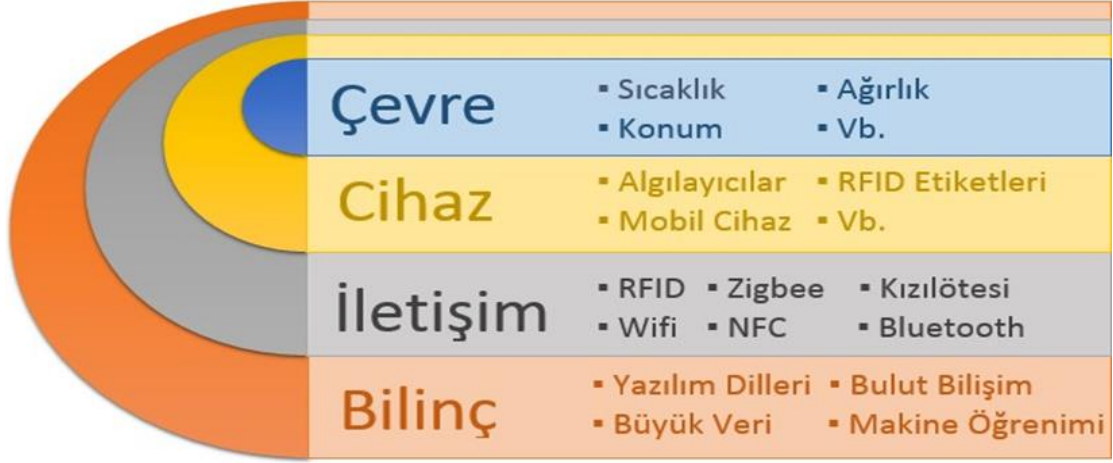 Çevre
▪ Sıcaklık ▪ Ağırlık
▪ Konum ▪ Vb.
Cihaz
▪ Algılayıcılar ▪ RFID Etiketleri
▪ Mobil Cihaz ▪ Vb.
İletişim
▪ RFID ▪ Zigbee ▪ Kızılötesi
▪ Wifi ▪ NFC ▪ Bluetooth
Bilinç
▪ Yazılım Dilleri ▪ Bulut Bilişim
▪ Büyük Veri ▪ Makine Öğrenimi